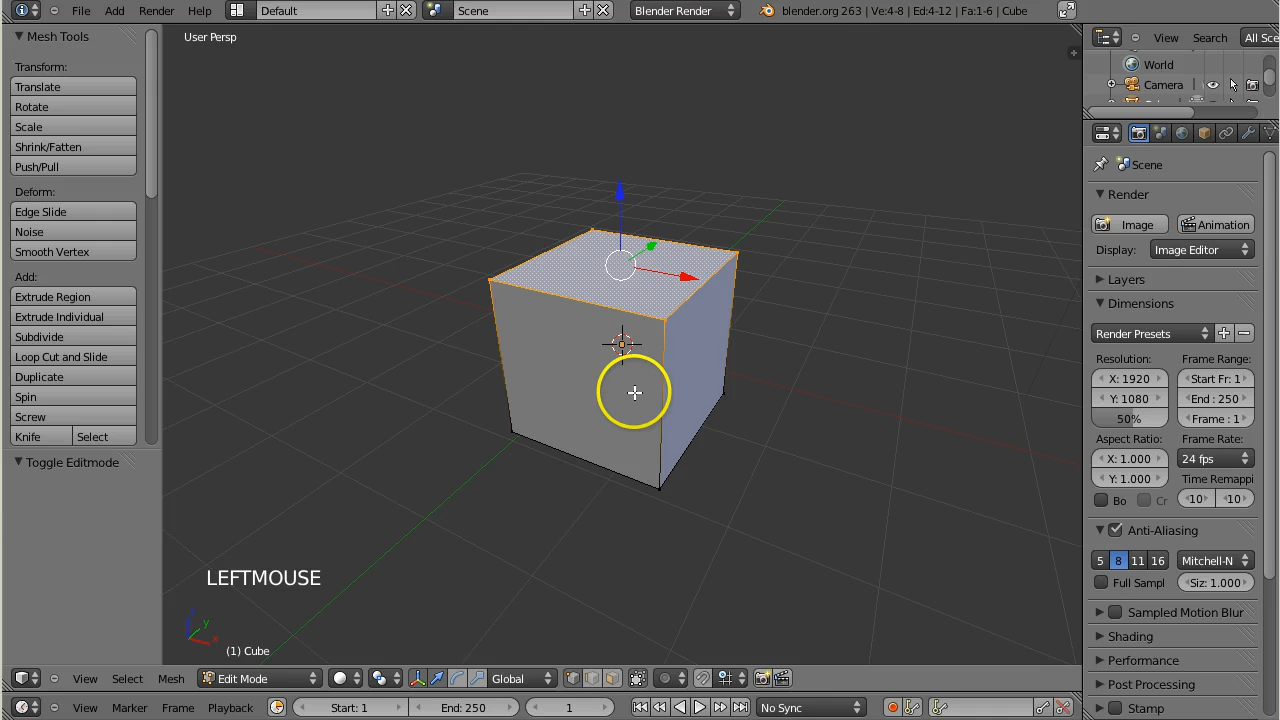 File Add Render Help Default Scene Blender Render blender.org 263 | Ve:4-8 | Ed:4-12 | Fa:1-6 | Cube
Mesh Tools
Transform:
Translate
Rotate
Scale
Shrink/Fatten
Push/Pull
Deform:
Edge Slide
Noise
Smooth Vertex
Add:
Extrude Region
Extrude Individual
Subdivide
Loop Cut and Slide
Duplicate
Spin
Screw
Knife Select
Toggle Editmode
User Persp
LEFTMOUSE
z
y
x
(1) Cube
View Select Mesh Edit Mode Global
View Marker Frame Playback Start: 1 End: 250 1 No Sync
View Search All Sce
World
Camera
Scene
Render
Image Animation
Display: Image Editor
Layers
Dimensions
Render Presets
Resolution: Frame Range:
X: 1920 Start Fr: 1
Y: 1080 End : 250
50% Frame : 1
Aspect Ratio: Frame Rate:
X: 1.000 24 fps
Y: 1.000 Time Remappi
Bo Cr 10 10
Anti-Aliasing
5 8 11 16 Mitchell-N
Full Sampl Siz: 1.000
Sampled Motion Blur
Shading
Performance
Post Processing
Stamp